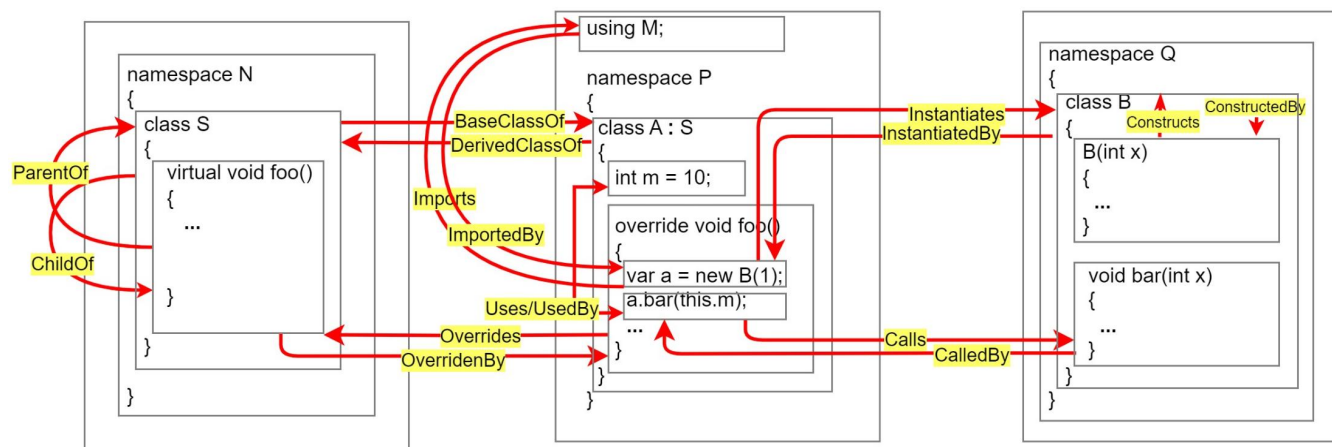 namespace N
{
class S
{
virtual void foo()
{
...
}
}
}
ParentOf
ChildOf
BaseClassOf
DerivedClassOf
Imports
ImportedBy
Uses/UsedBy
Overrides
OverridenBy
using M;
namespace P
{
class A : S
{
int m = 10;
override void foo()
{
var a = new B(1);
a.bar(this.m);
...
}
}
}
Instantiates
InstantiatedBy
Calls
CalledBy
namespace Q
{
class B
{
Constructs
ConstructedBy
B(int x)
{
...
}
void bar(int x)
{
...
}
}
}